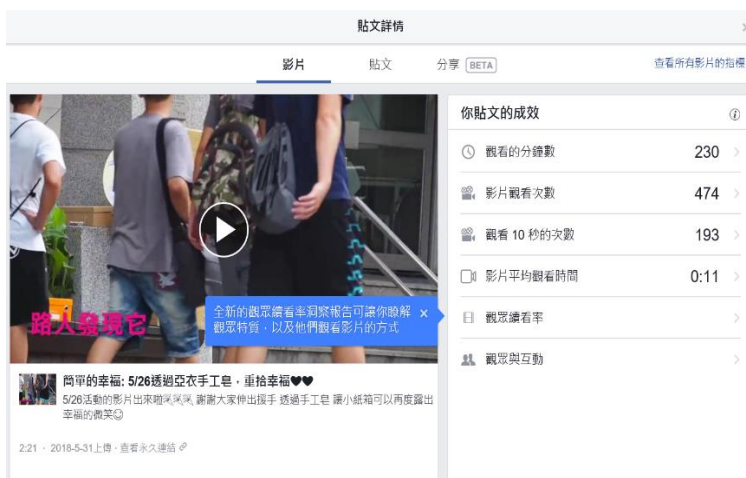 貼文詳情
影片
貼文
分享 BETA
查看所有影片的指標
路人發現它
全新的觀眾續看率洞察報告可讓你瞭解
觀眾特質，以及他們觀看影片的方式
簡單的幸福: 5/26透過亞衣手工皂，重拾幸福♥♥
5/26活動的影片出來啦 謝謝大家伸出援手 透過手工皂 讓小紙箱可以再度露出
幸福的微笑
2:21 · 2018-5-31上傳 · 查看永久連結
你貼文的成效
觀看的分鐘數 230
影片觀看次數 474
觀看 10 秒的次數 193
影片平均觀看時間 0:11
觀眾續看率
觀眾與互動